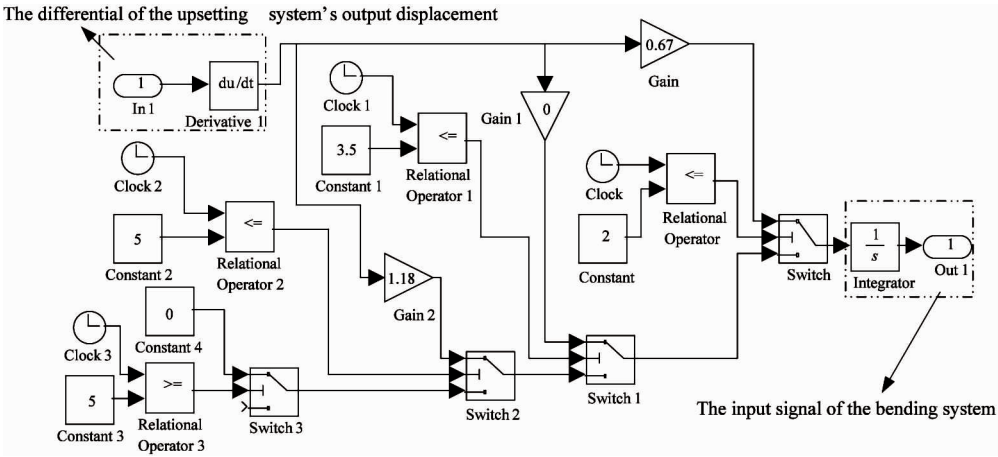 The differential of the upsetting system's output displacement
1
In 1
du/dt
Derivative 1
0.67
Gain
Clock 1
3.5
Constant 1
<=
Relational
Operator 1
Gain 1
0
Clock 2
5
Constant 2
<=
Relational
Operator 2
Clock
2
Constant
<=
Relational
Operator
Switch
1
s
Integrator
1
Out 1
1.18
Gain 2
0
Constant 4
Clock 3
5
Constant 3
>=
Relational
Operator 3
Switch 3
Switch 2
Switch 1
The input signal of the bending system